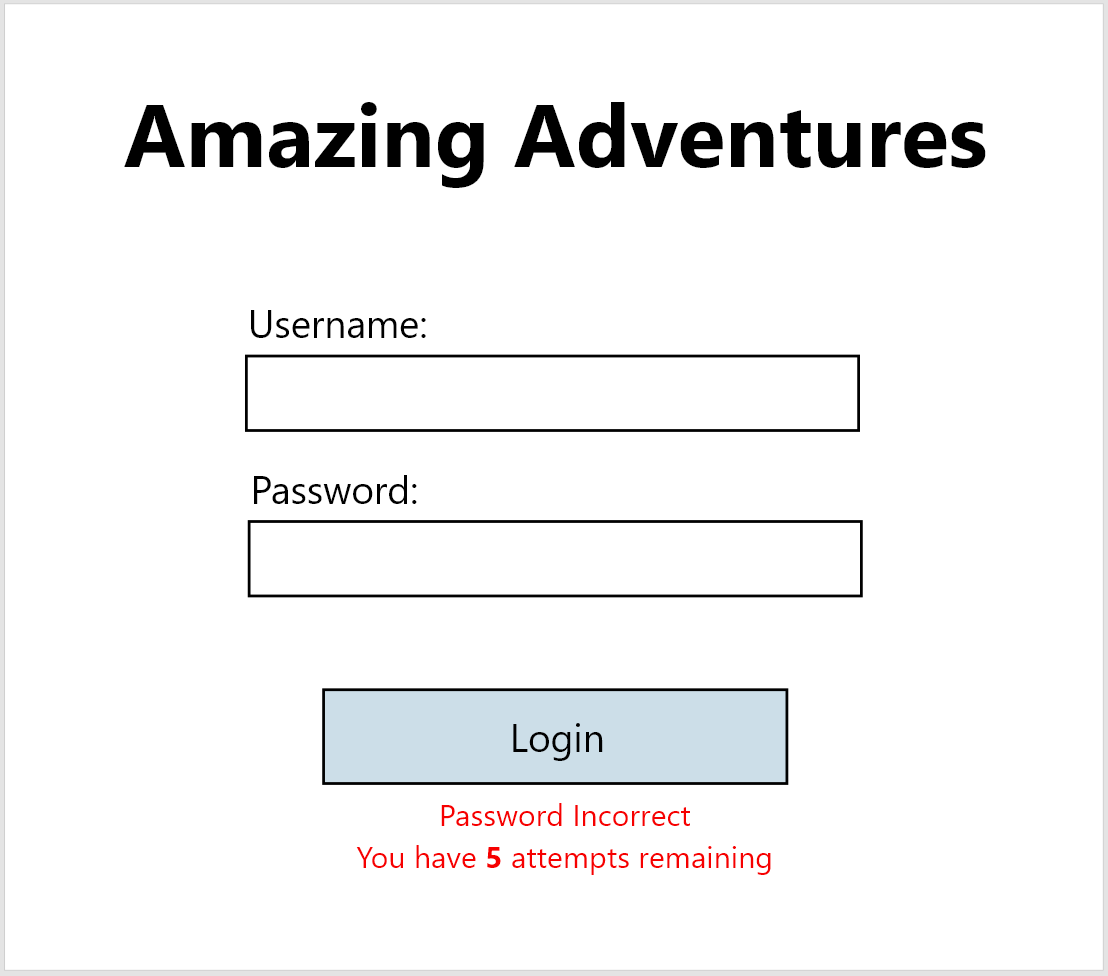 Amazing Adventures
Username:
Password:
Login
Password Incorrect
You have 5 attempts remaining